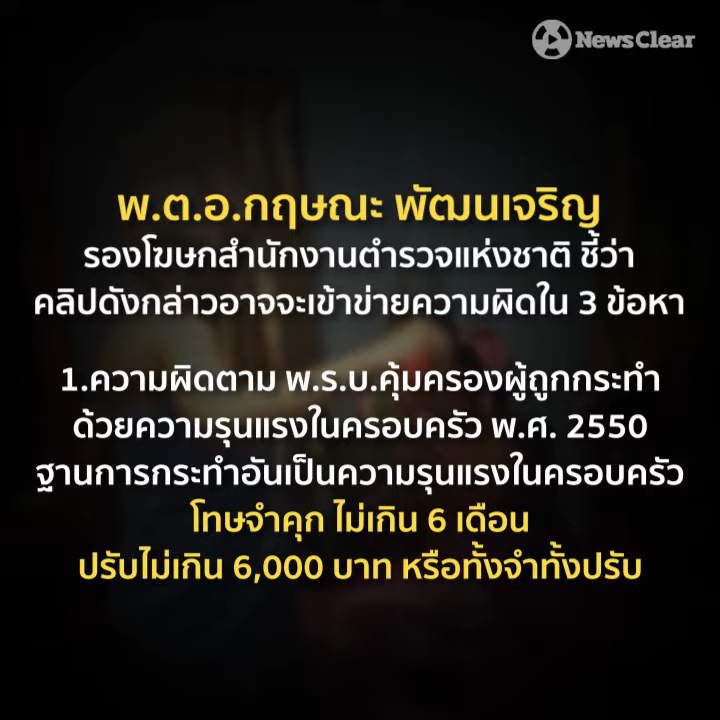 NewsClear
พ.ต.อ.กฤษณะ พัฒนเจริญ
รองโฆษกสำนักงานตำรวจแห่งชาติ ชี้ว่า
คลิปดังกล่าวอาจจะเข้าข่ายความผิดใน 3 ข้อหา
1.ความผิดตาม พ.ร.บ.คุ้มครองผู้ถูกกระทำ
ด้วยความรุนแรงในครอบครัว พ.ศ. 2550
ฐานการกระทำอันเป็นความรุนแรงในครอบครัว
โทษจำคุก ไม่เกิน 6 เดือน
ปรับไม่เกิน 6,000 บาท หรือทั้งจำทั้งปรับ